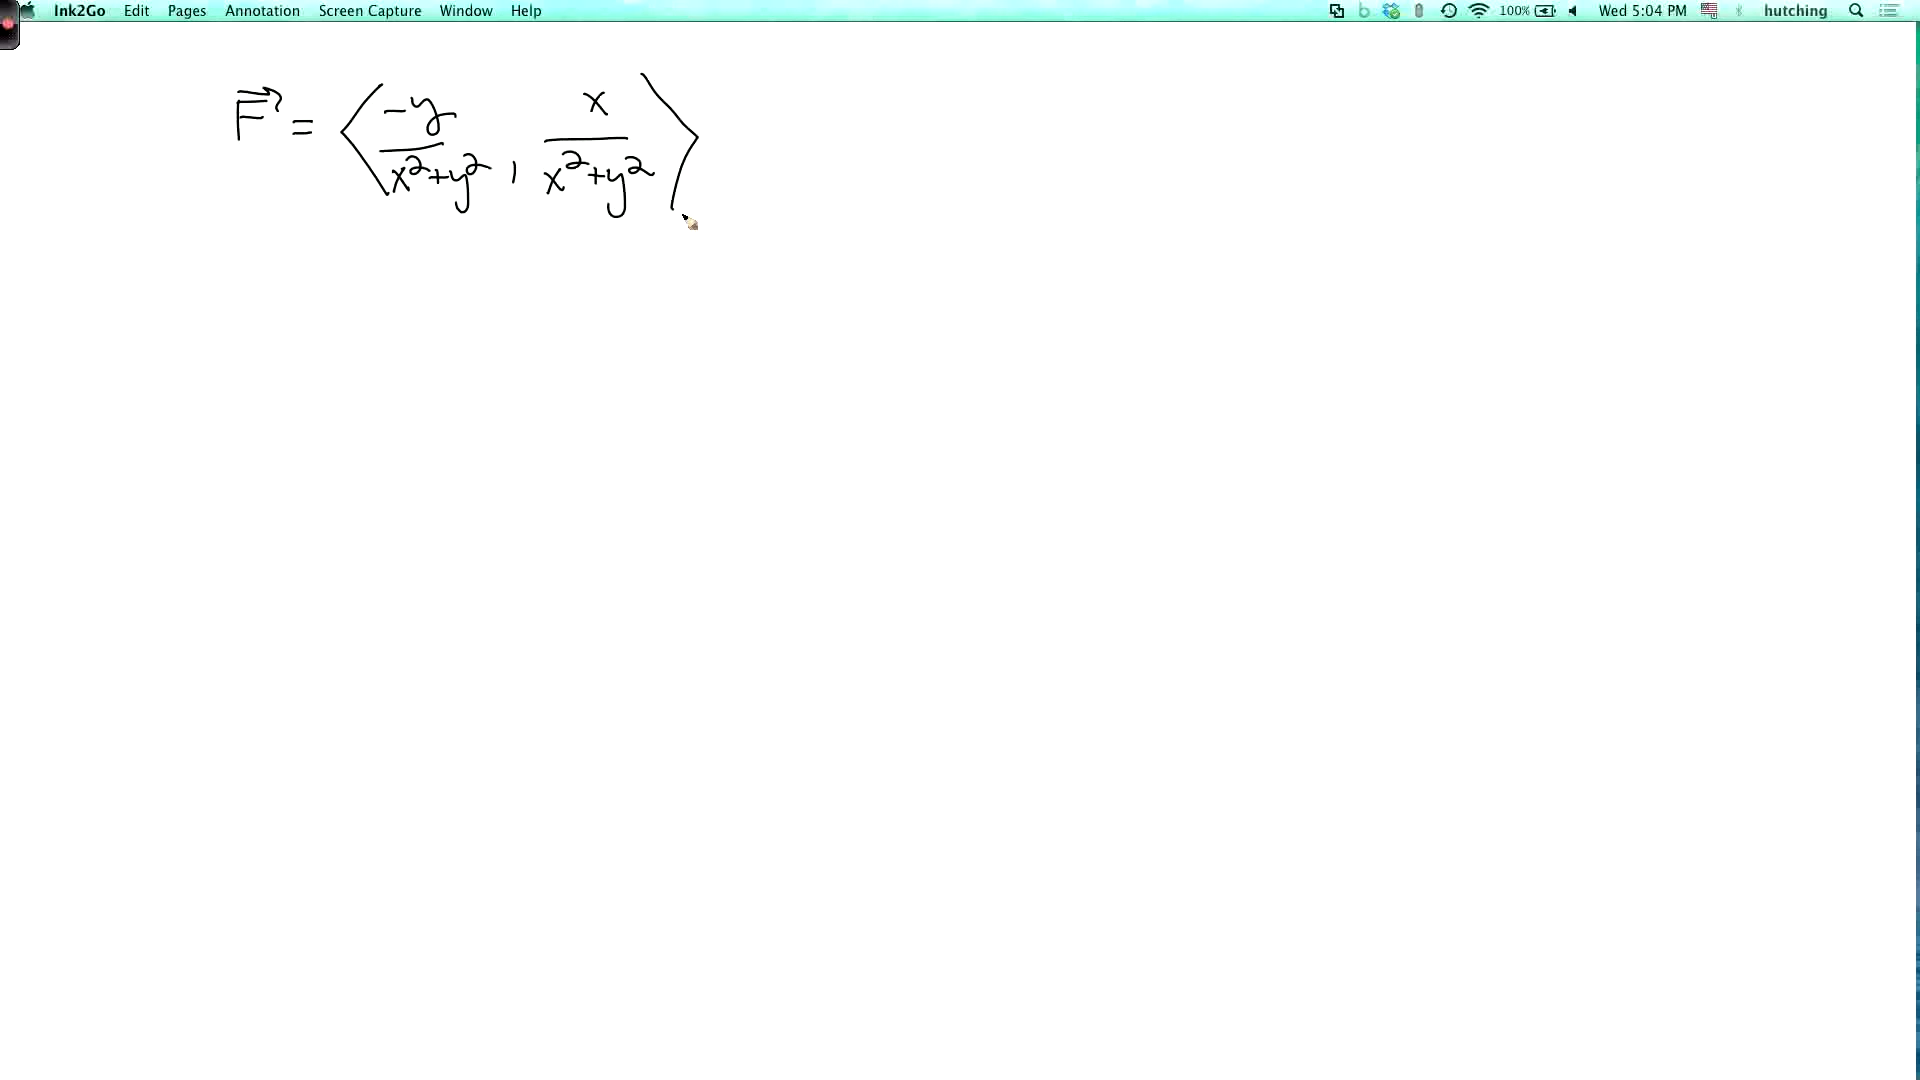 Ink2Go Edit Pages Annotation Screen Capture Window Help 100% Wed 5:04 PM hutching
F⃗ = ⟨ -y/(x²+y²) , x/(x²+y²) ⟩